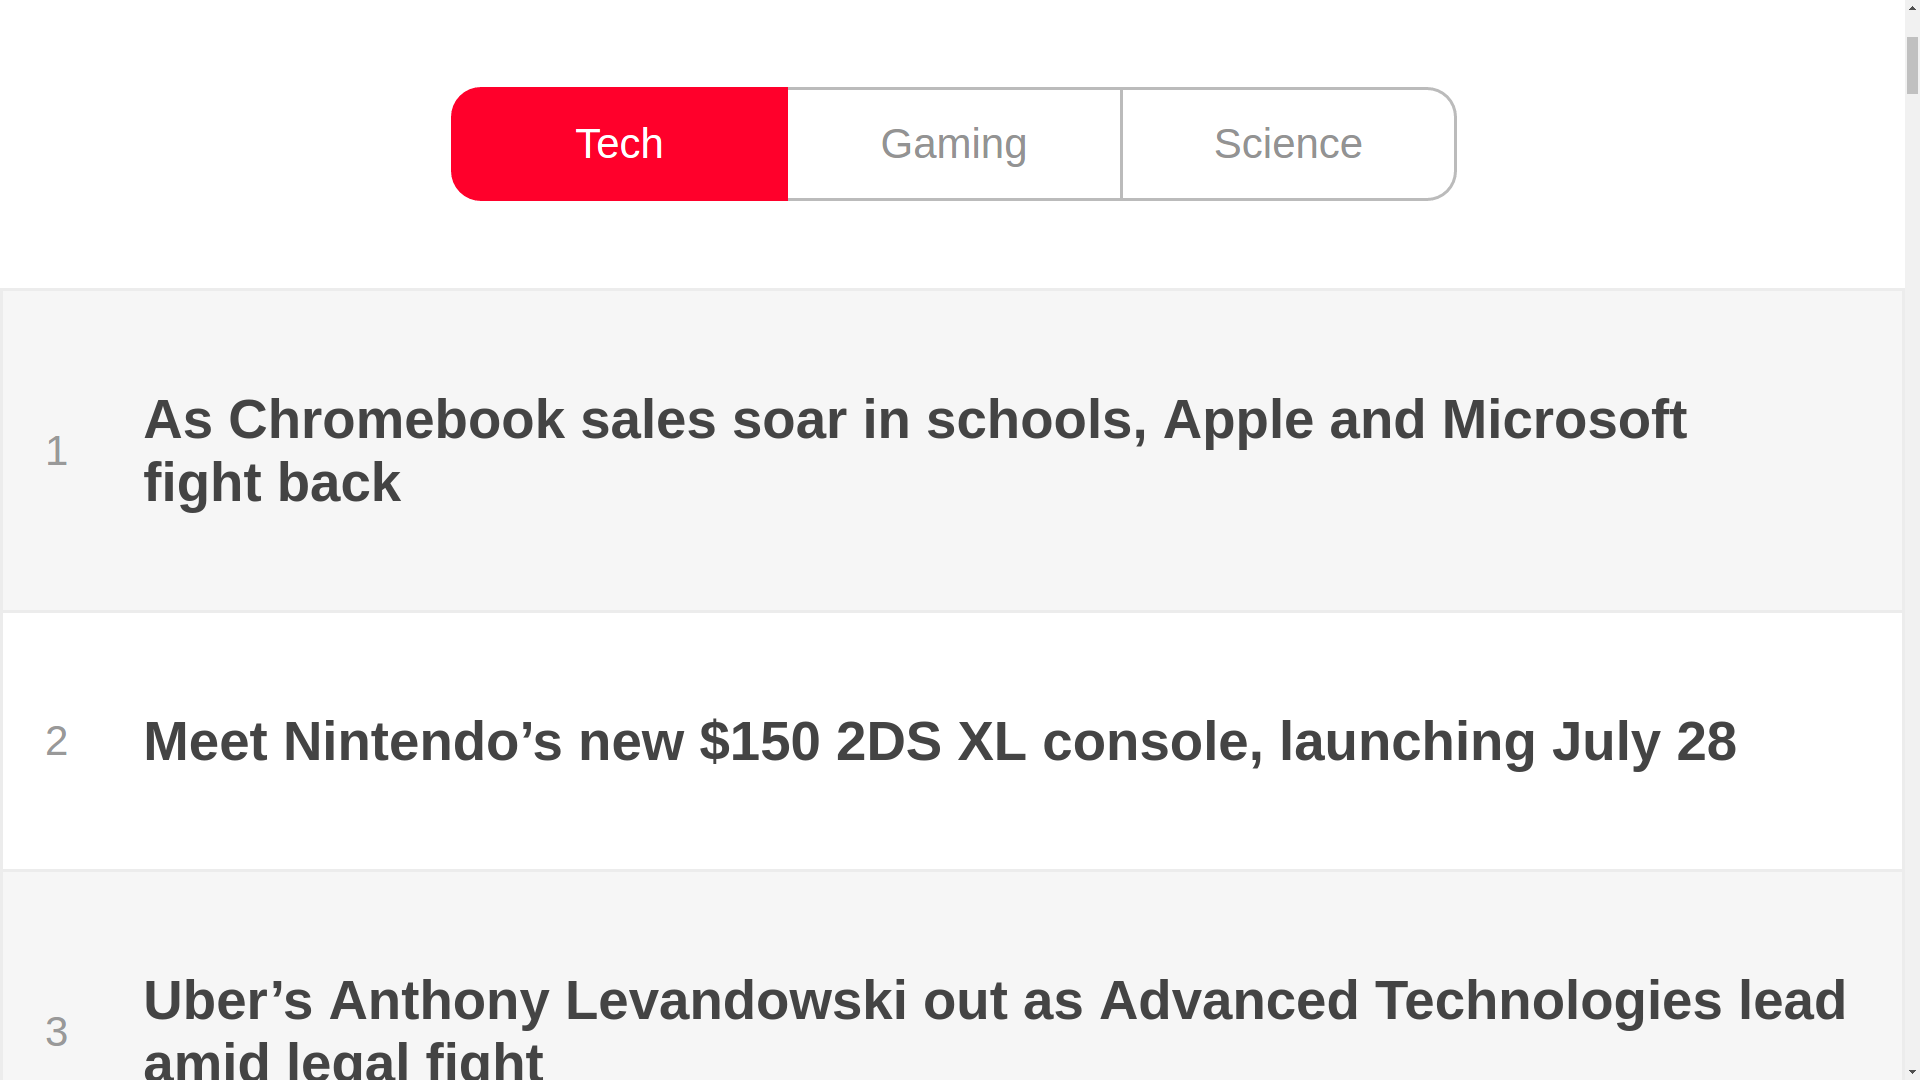 Tech Gaming Science
1
As Chromebook sales soar in schools, Apple and Microsoft
fight back
2
Meet Nintendo’s new $150 2DS XL console, launching July 28
3
Uber’s Anthony Levandowski out as Advanced Technologies lead
amid legal fight